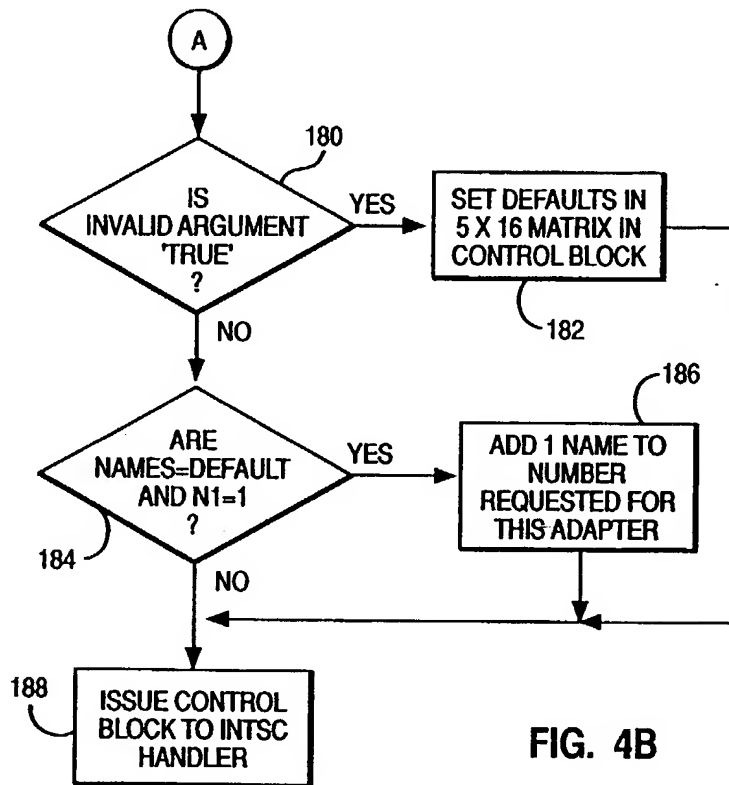 A
180
IS
INVALID ARGUMENT
'TRUE'
?
YES
SET DEFAULTS IN
5 X 16 MATRIX IN
CONTROL BLOCK
182
NO
186
ARE
NAMES=DEFAULT
AND N1=1
?
YES
ADD 1 NAME TO
NUMBER
REQUESTED FOR
THIS ADAPTER
184
NO
188
ISSUE CONTROL
BLOCK TO INTSC
HANDLER
FIG. 4B